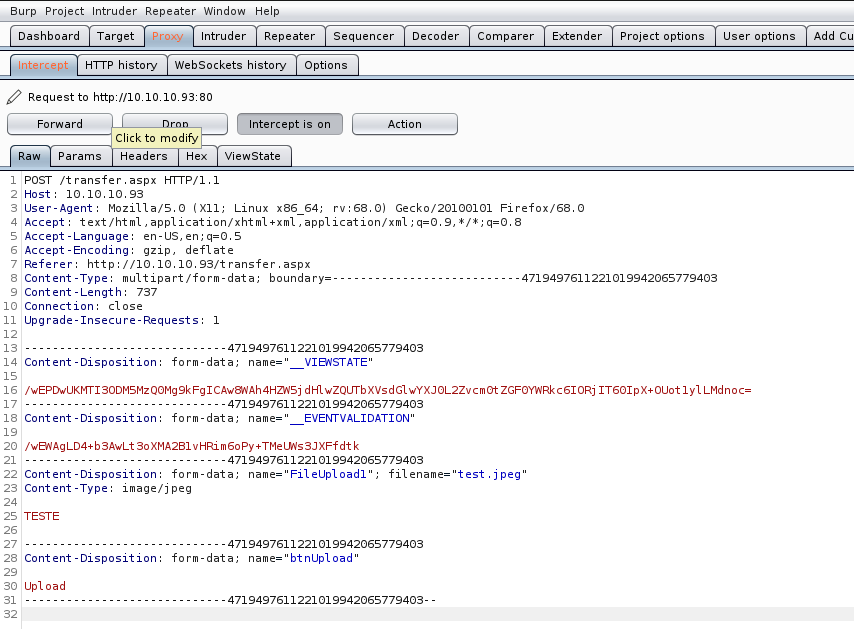 Burp Project Intruder Repeater Window Help
Dashboard Target Proxy Intruder Repeater Sequencer Decoder Comparer Extender Project options User options Add Cu
Intercept HTTP history WebSockets history Options
Request to http://10.10.10.93:80
Forward Drop Intercept is on Action
Click to modify
Raw Params Headers Hex ViewState
1 POST /transfer.aspx HTTP/1.1
2 Host: 10.10.10.93
3 User-Agent: Mozilla/5.0 (X11; Linux x86_64; rv:68.0) Gecko/20100101 Firefox/68.0
4 Accept: text/html,application/xhtml+xml,application/xml;q=0.9,*/*;q=0.8
5 Accept-Language: en-US,en;q=0.5
6 Accept-Encoding: gzip, deflate
7 Referer: http://10.10.10.93/transfer.aspx
8 Content-Type: multipart/form-data; boundary=---------------------------4719497611221019942065779403
9 Content-Length: 737
10 Connection: close
11 Upgrade-Insecure-Requests: 1
12
13 -----------------------------4719497611221019942065779403
14 Content-Disposition: form-data; name="__VIEWSTATE"
15
16 /wEPDwUKMTI3ODM5MzQ0Mg9kFgICAw8WAh4HZW5jdHlwZQUTbXVsdGlwYXJ0L2Zvcm0tZGF0YWRkc6IORjIT60IpX+OUot1ylLMdnoc=
17 -----------------------------4719497611221019942065779403
18 Content-Disposition: form-data; name="__EVENTVALIDATION"
19
20 /wEWAgLD4+b3AwLt3oXMA2B1vHRim6oPy+TMeUWs3JXFfdtk
21 -----------------------------4719497611221019942065779403
22 Content-Disposition: form-data; name="FileUpload1"; filename="test.jpeg"
23 Content-Type: image/jpeg
24
25 TESTE
26
27 -----------------------------4719497611221019942065779403
28 Content-Disposition: form-data; name="btnUpload"
29
30 Upload
31 -----------------------------4719497611221019942065779403--
32